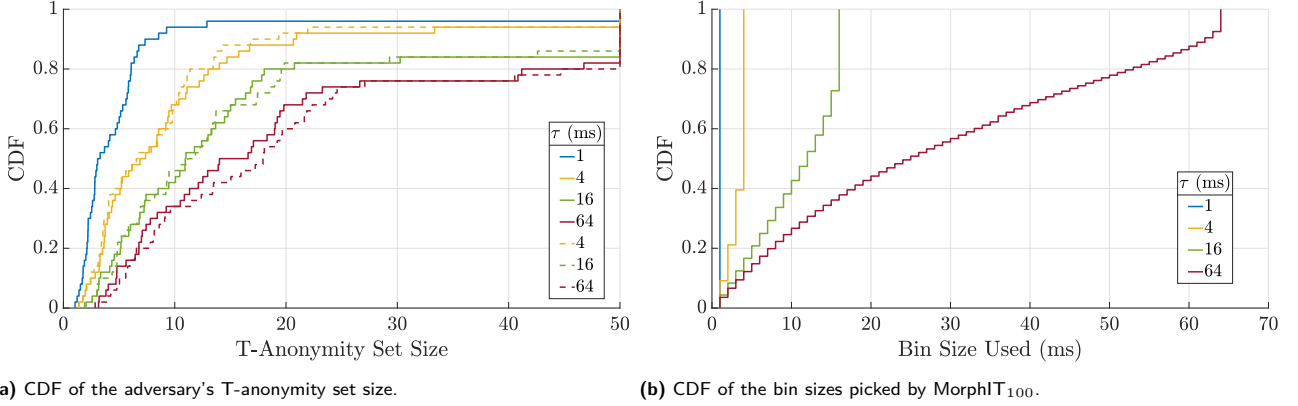 1
0.8
0.6
0.4
0.2
0
CDF
0 10 20 30 40 50
T-Anonymity Set Size
τ (ms)
1
4
16
64
4
16
64
a) CDF of the adversary's T-anonymity set size.
1
0.8
0.6
0.4
0.2
0
CDF
0 10 20 30 40 50 60 70
Bin Size Used (ms)
τ (ms)
1
4
16
64
(b) CDF of the bin sizes picked by MorphIT100.